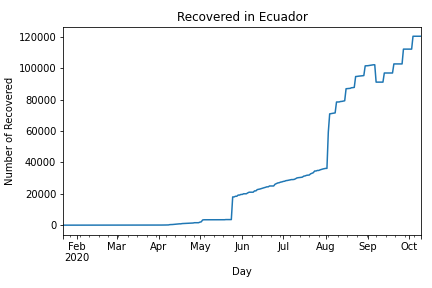 Recovered in Ecuador
Number of Recovered
120000
100000
80000
60000
40000
20000
0
Feb Mar Apr May Jun Jul Aug Sep Oct
2020
Day